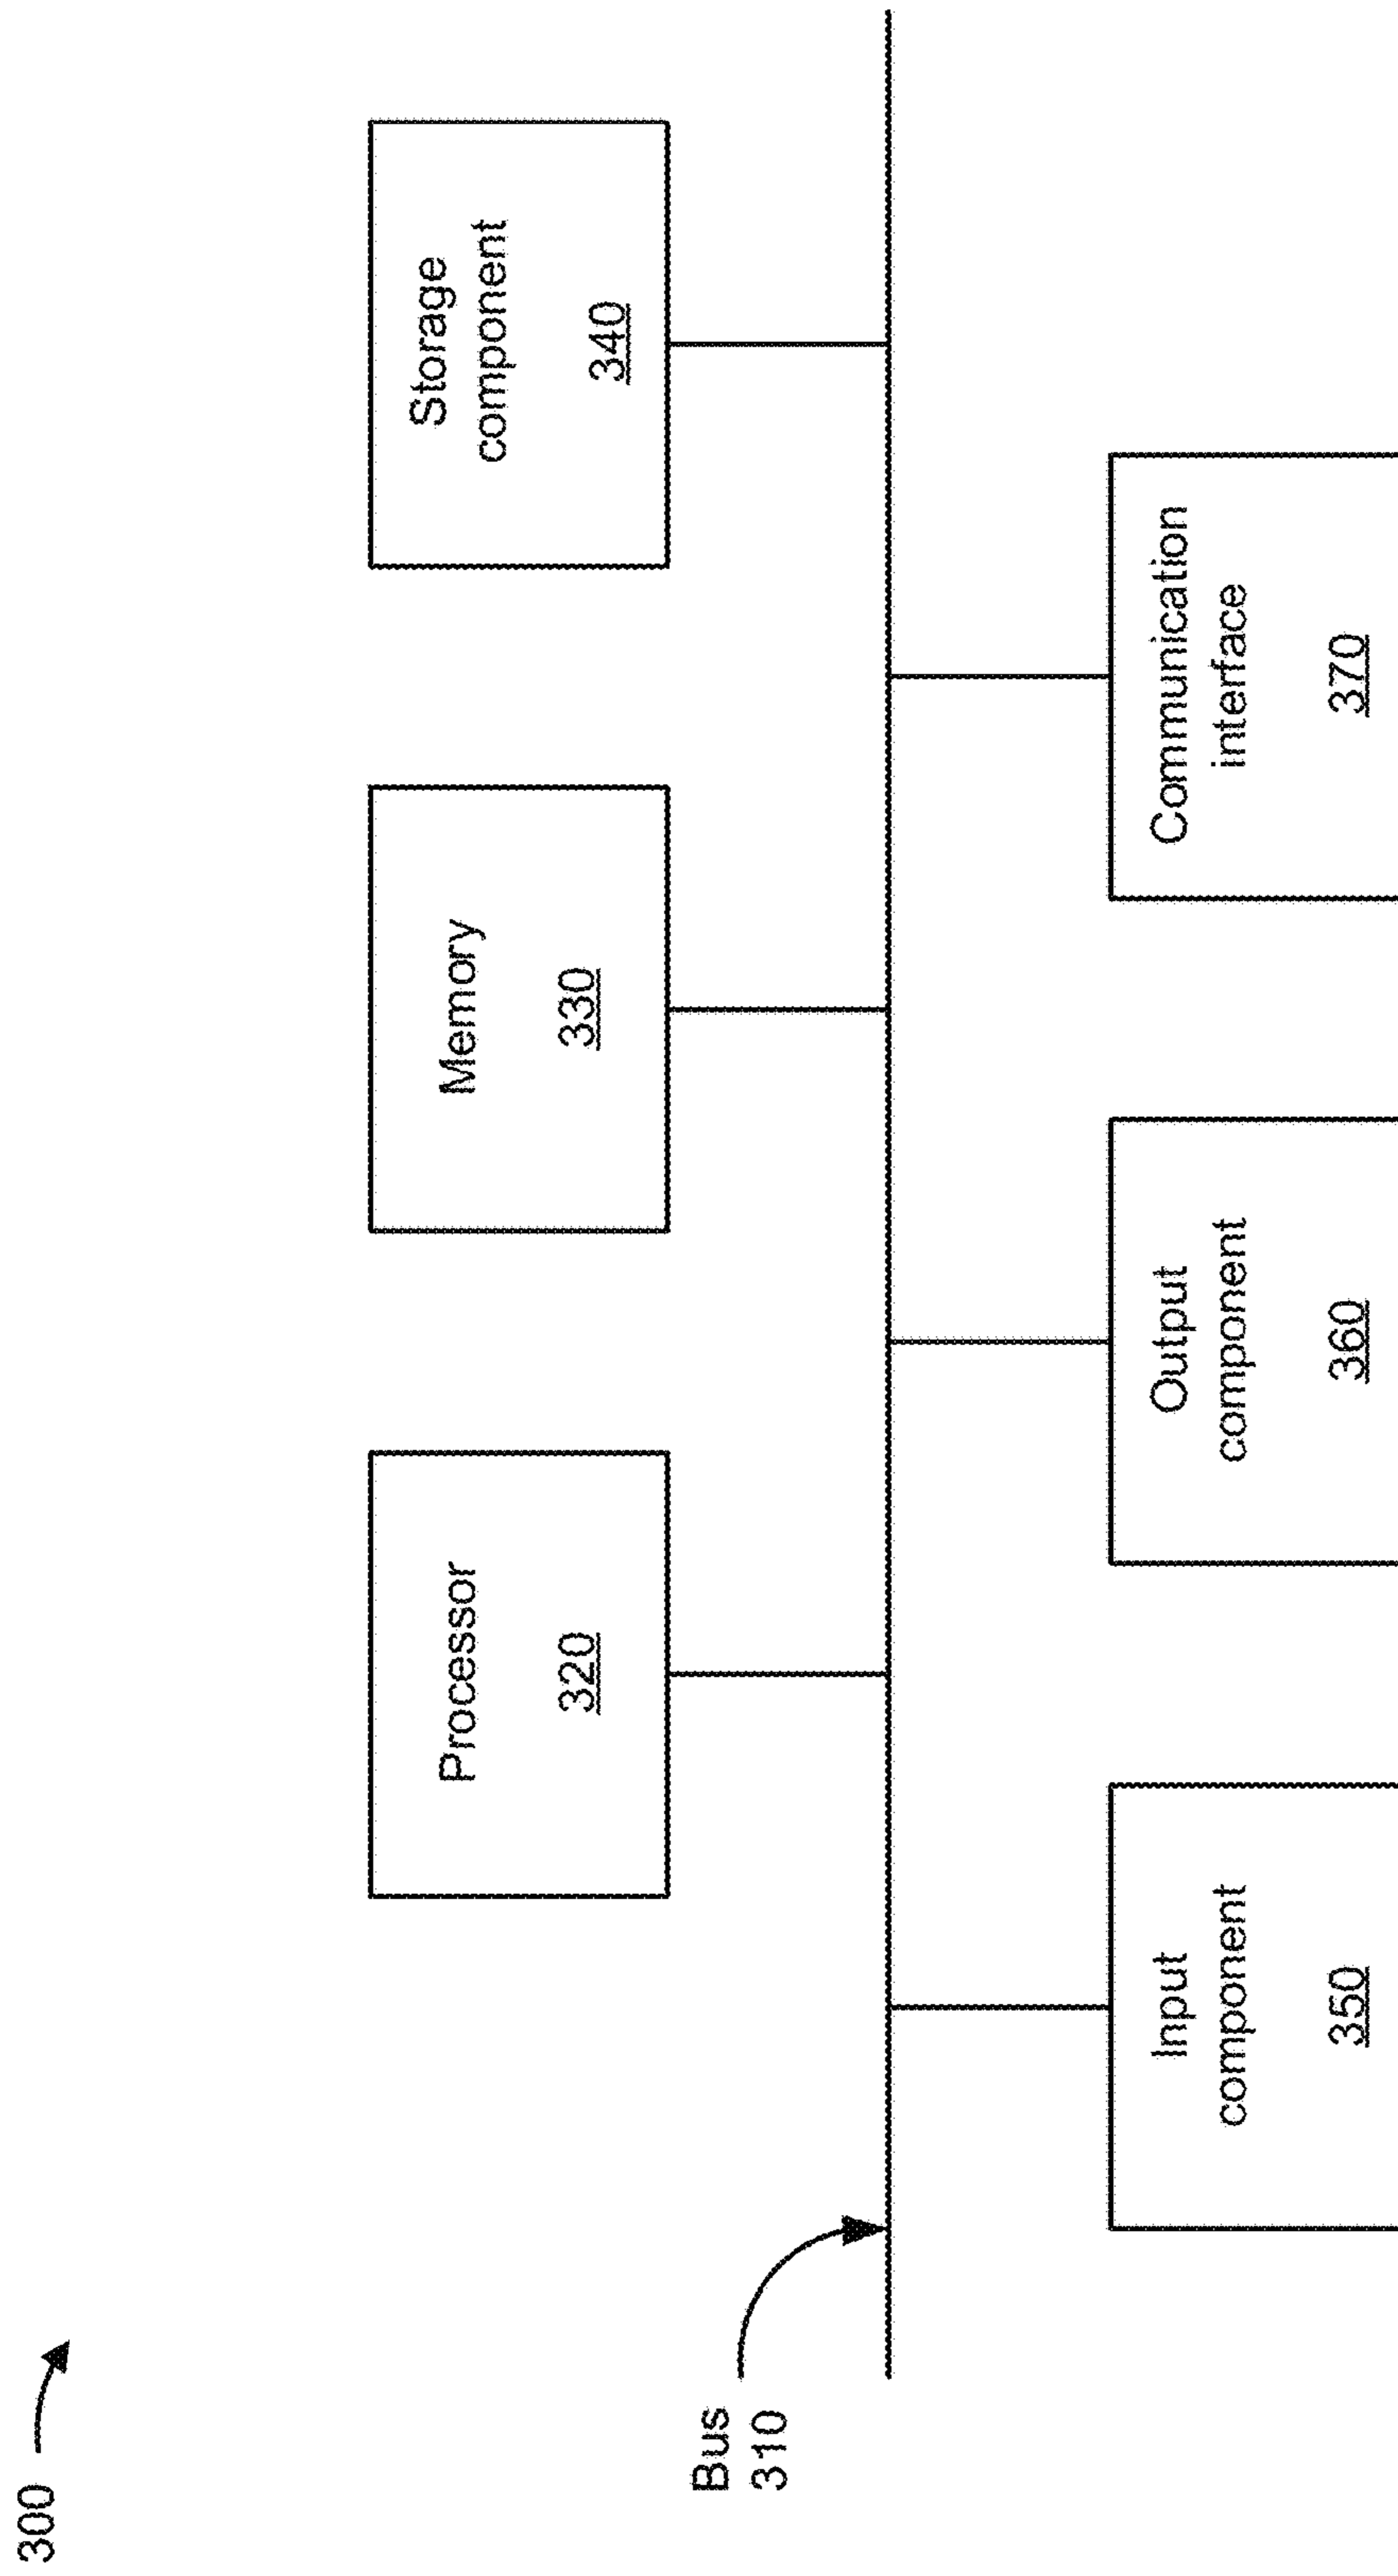 300
Processor
320
Memory
330
Storage
component
340
Bus
310
Input
component
350
Output
component
360
Communication
interface
370